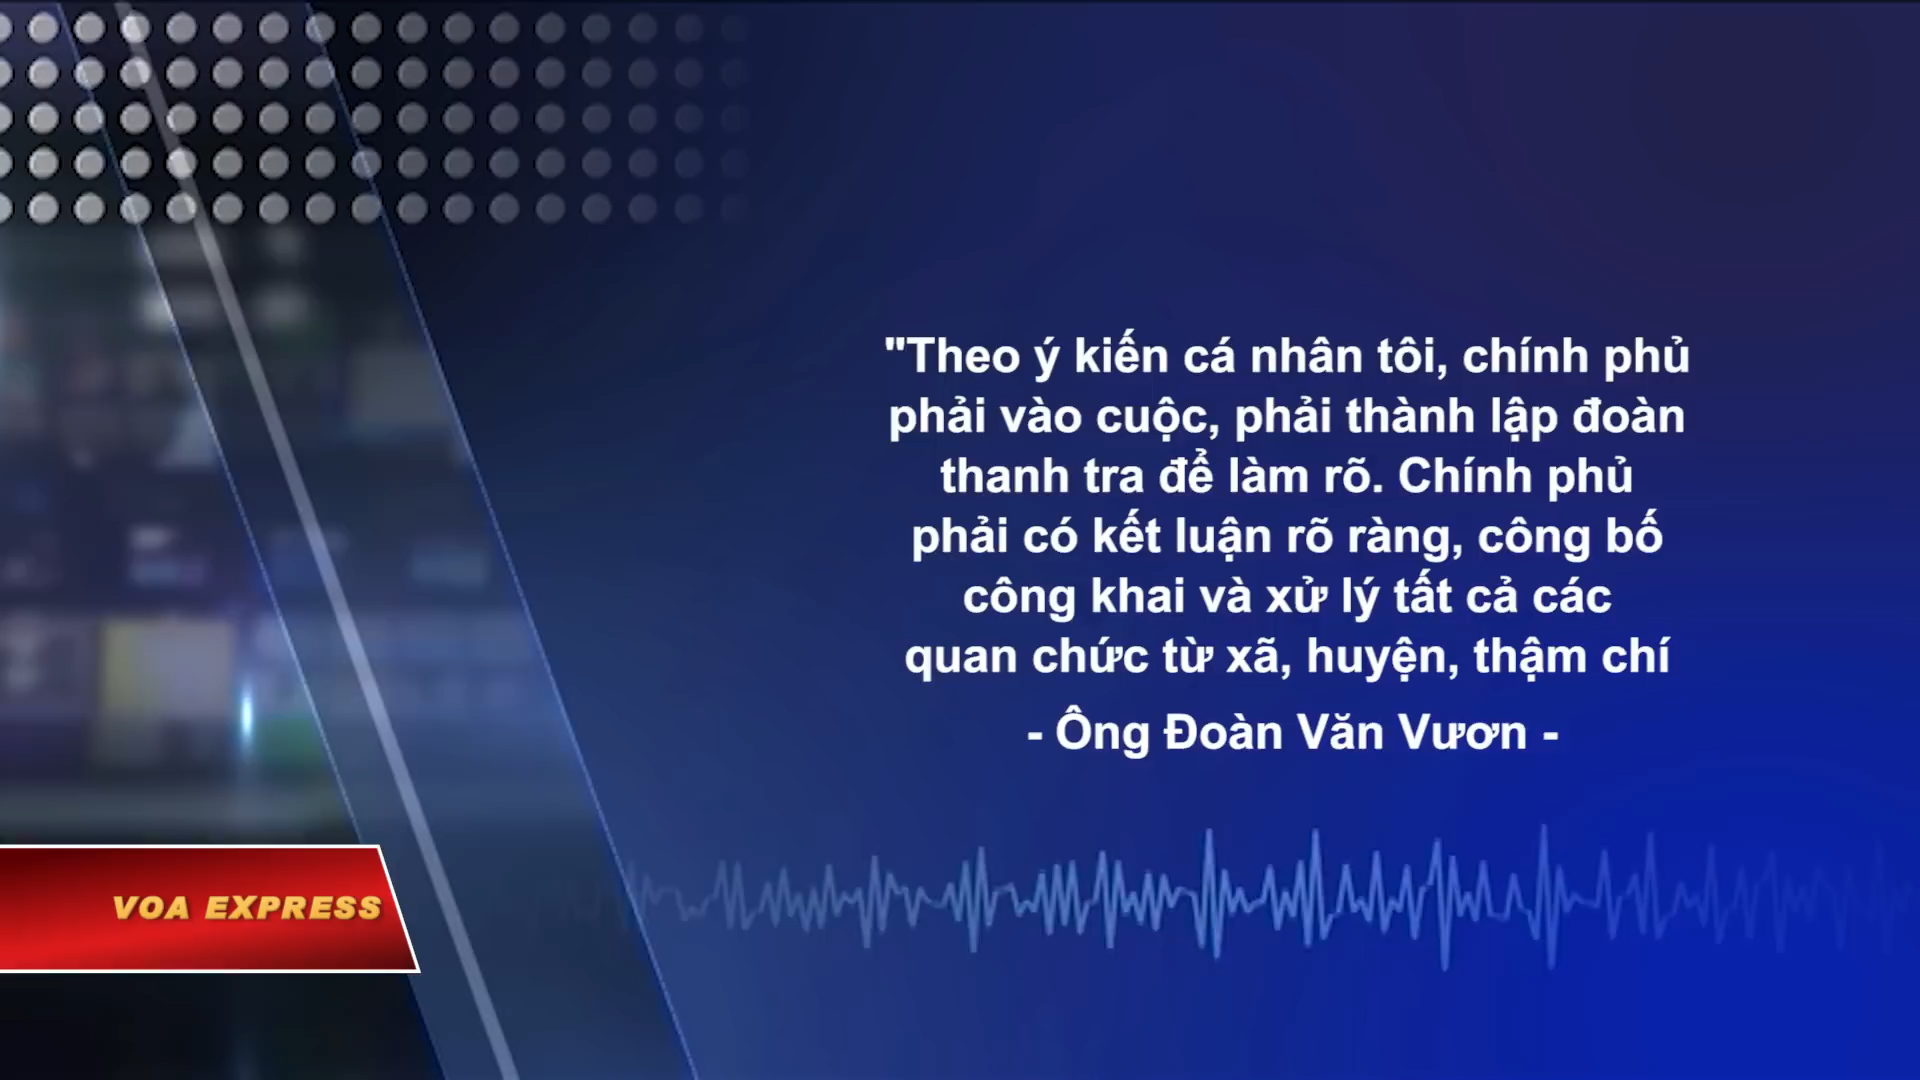 "Theo ý kiến cá nhân tôi, chính phủ
phải vào cuộc, phải thành lập đoàn
thanh tra để làm rõ. Chính phủ
phải có kết luận rõ ràng, công bố
công khai và xử lý tất cả các
quan chức từ xã, huyện, thậm chí
- Ông Đoàn Văn Vươn -
VOA EXPRESS